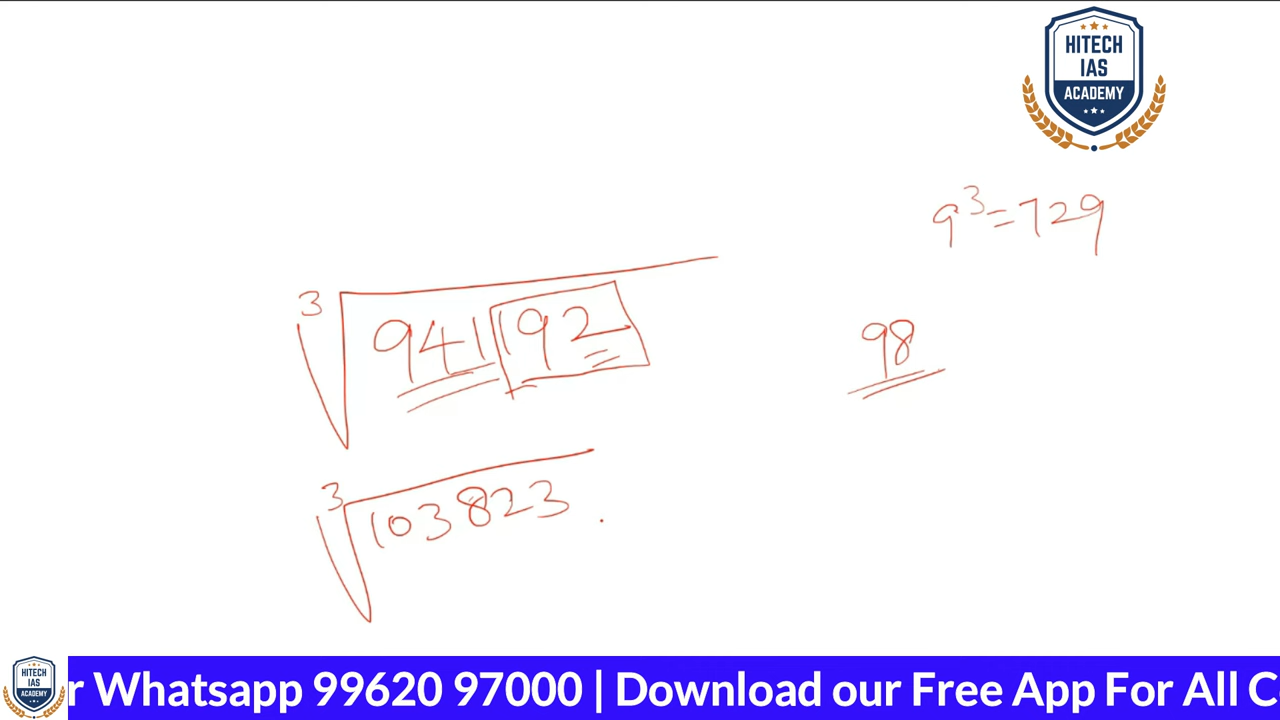 HITECH
IAS
ACADEMY
9³=729
³√94192
98
³√103823 .
HITECH
IAS
ACADEMY
r Whatsapp 99620 97000 | Download our Free App For All C